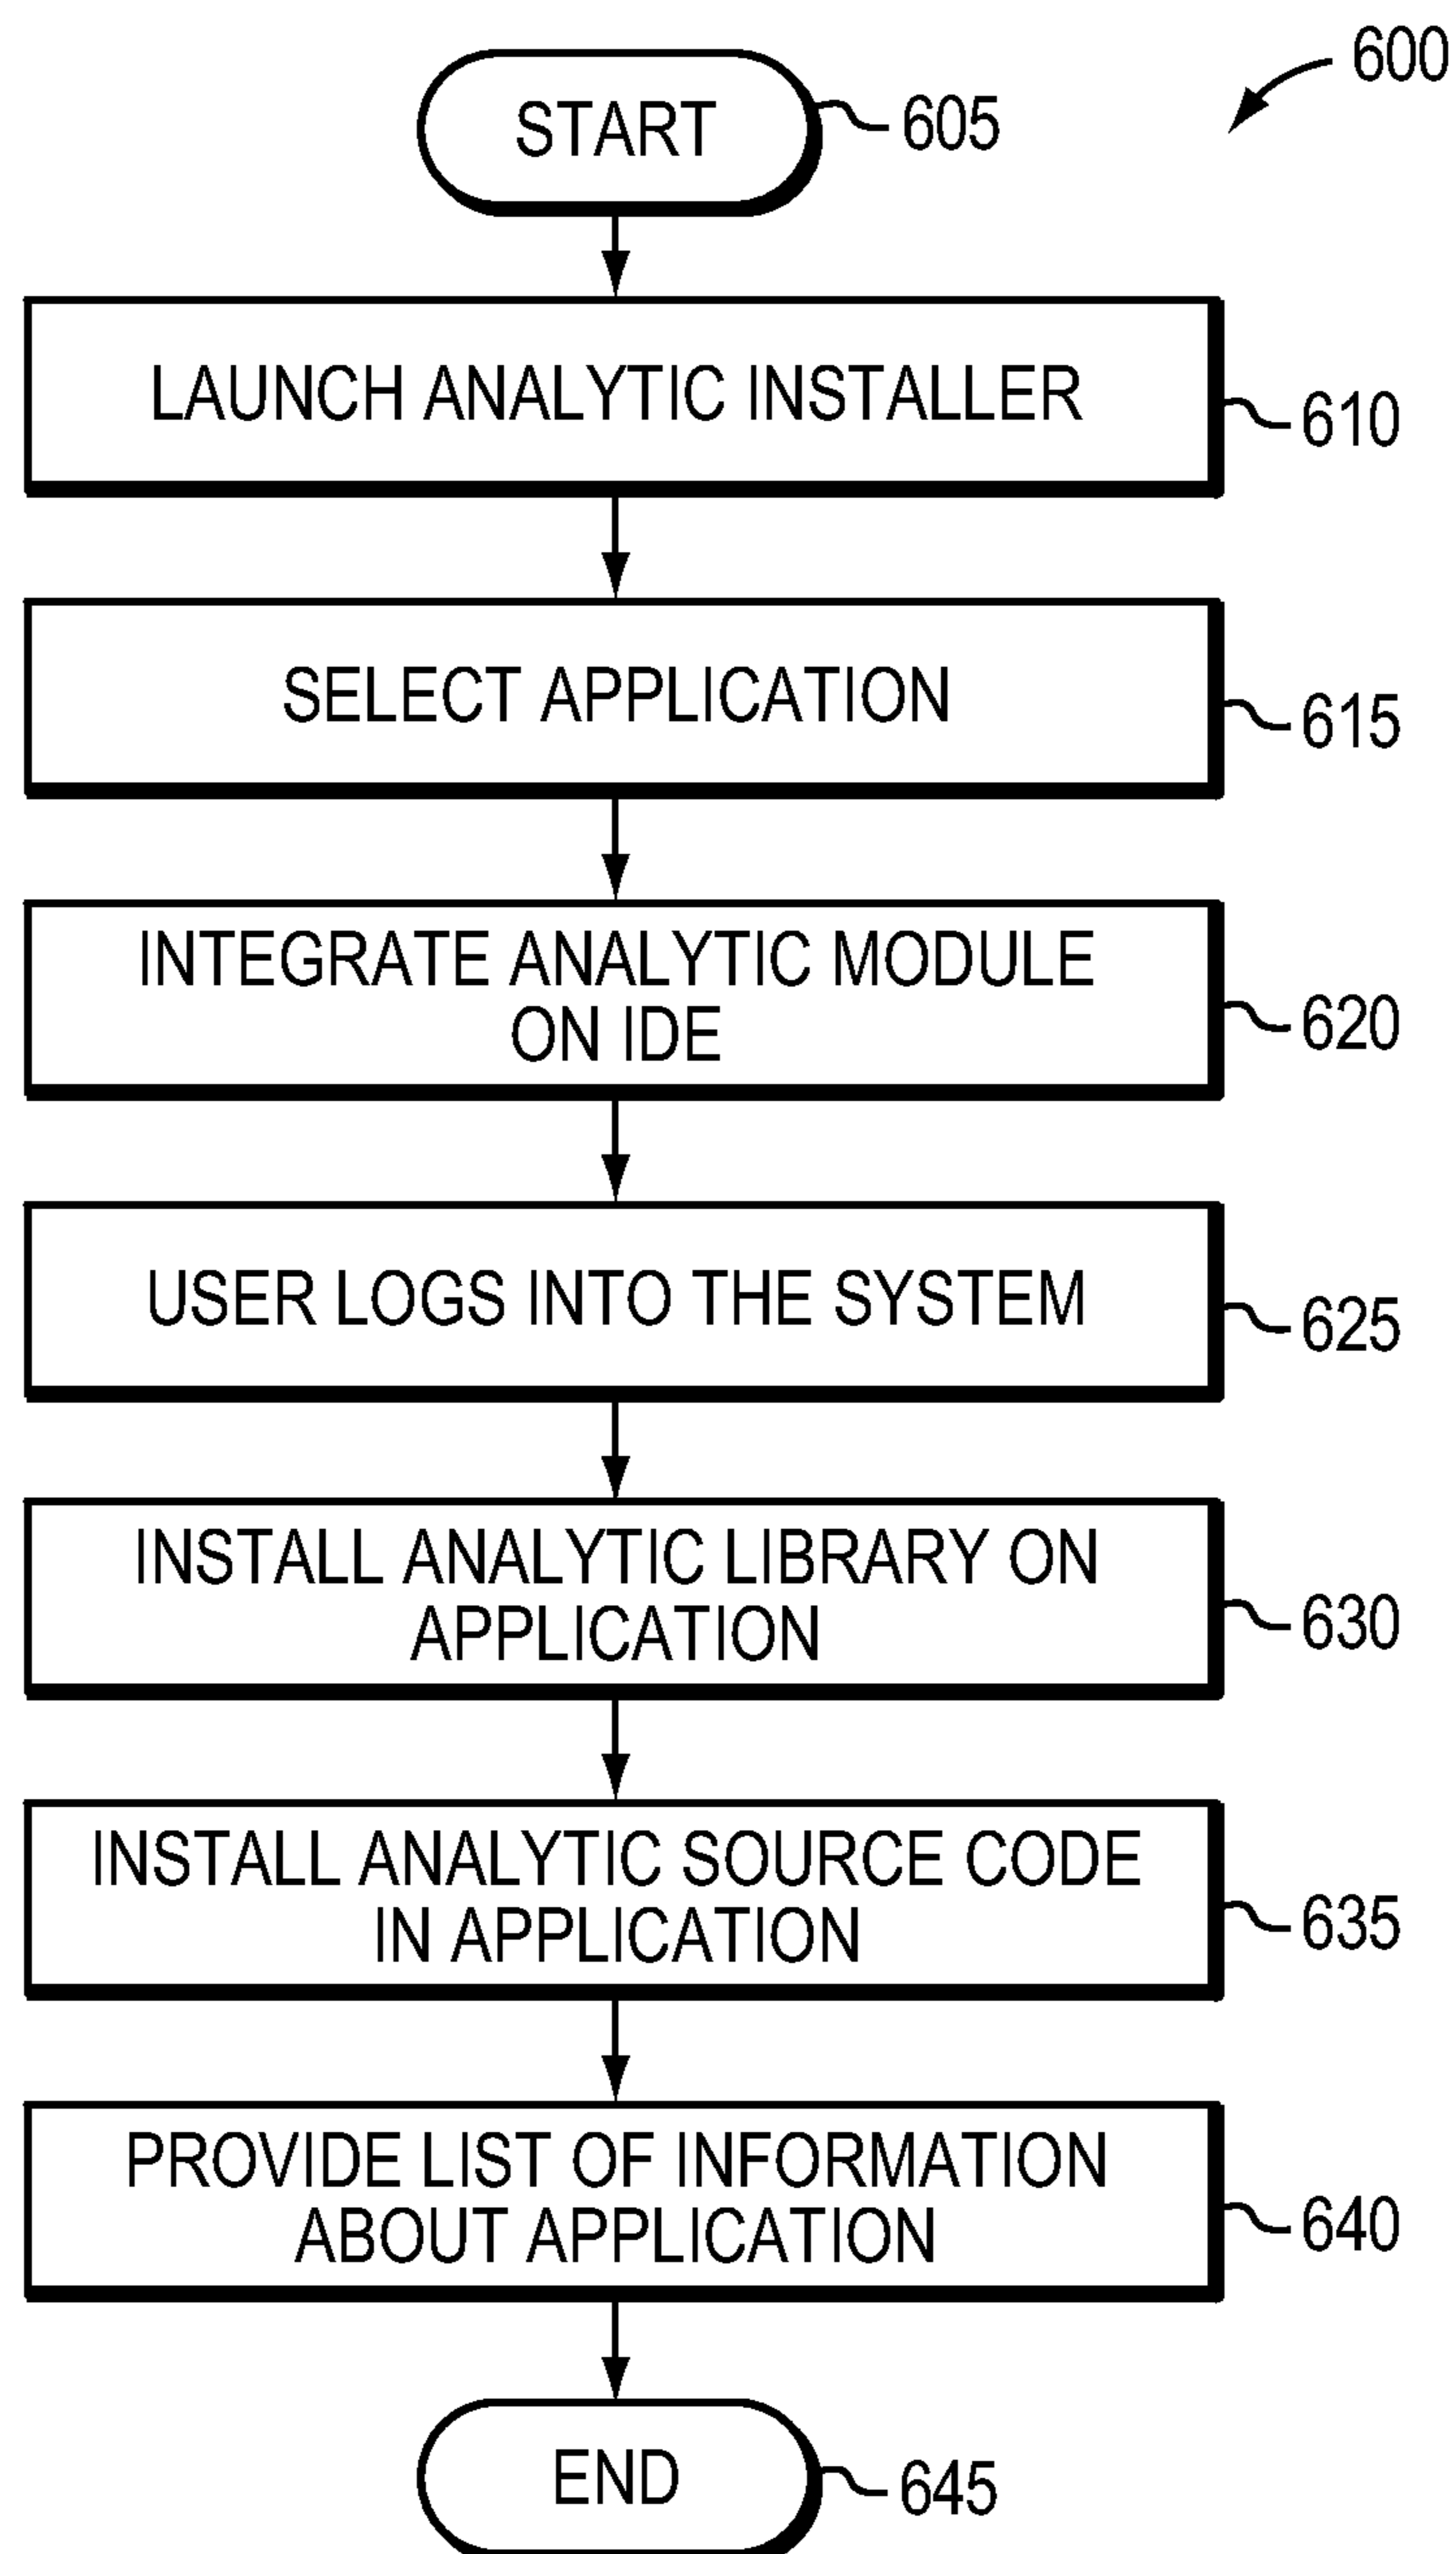 600
START
605
LAUNCH ANALYTIC INSTALLER
610
SELECT APPLICATION
615
INTEGRATE ANALYTIC MODULE
ON IDE
620
USER LOGS INTO THE SYSTEM
625
INSTALL ANALYTIC LIBRARY ON
APPLICATION
630
INSTALL ANALYTIC SOURCE CODE
IN APPLICATION
635
PROVIDE LIST OF INFORMATION
ABOUT APPLICATION
640
END
645